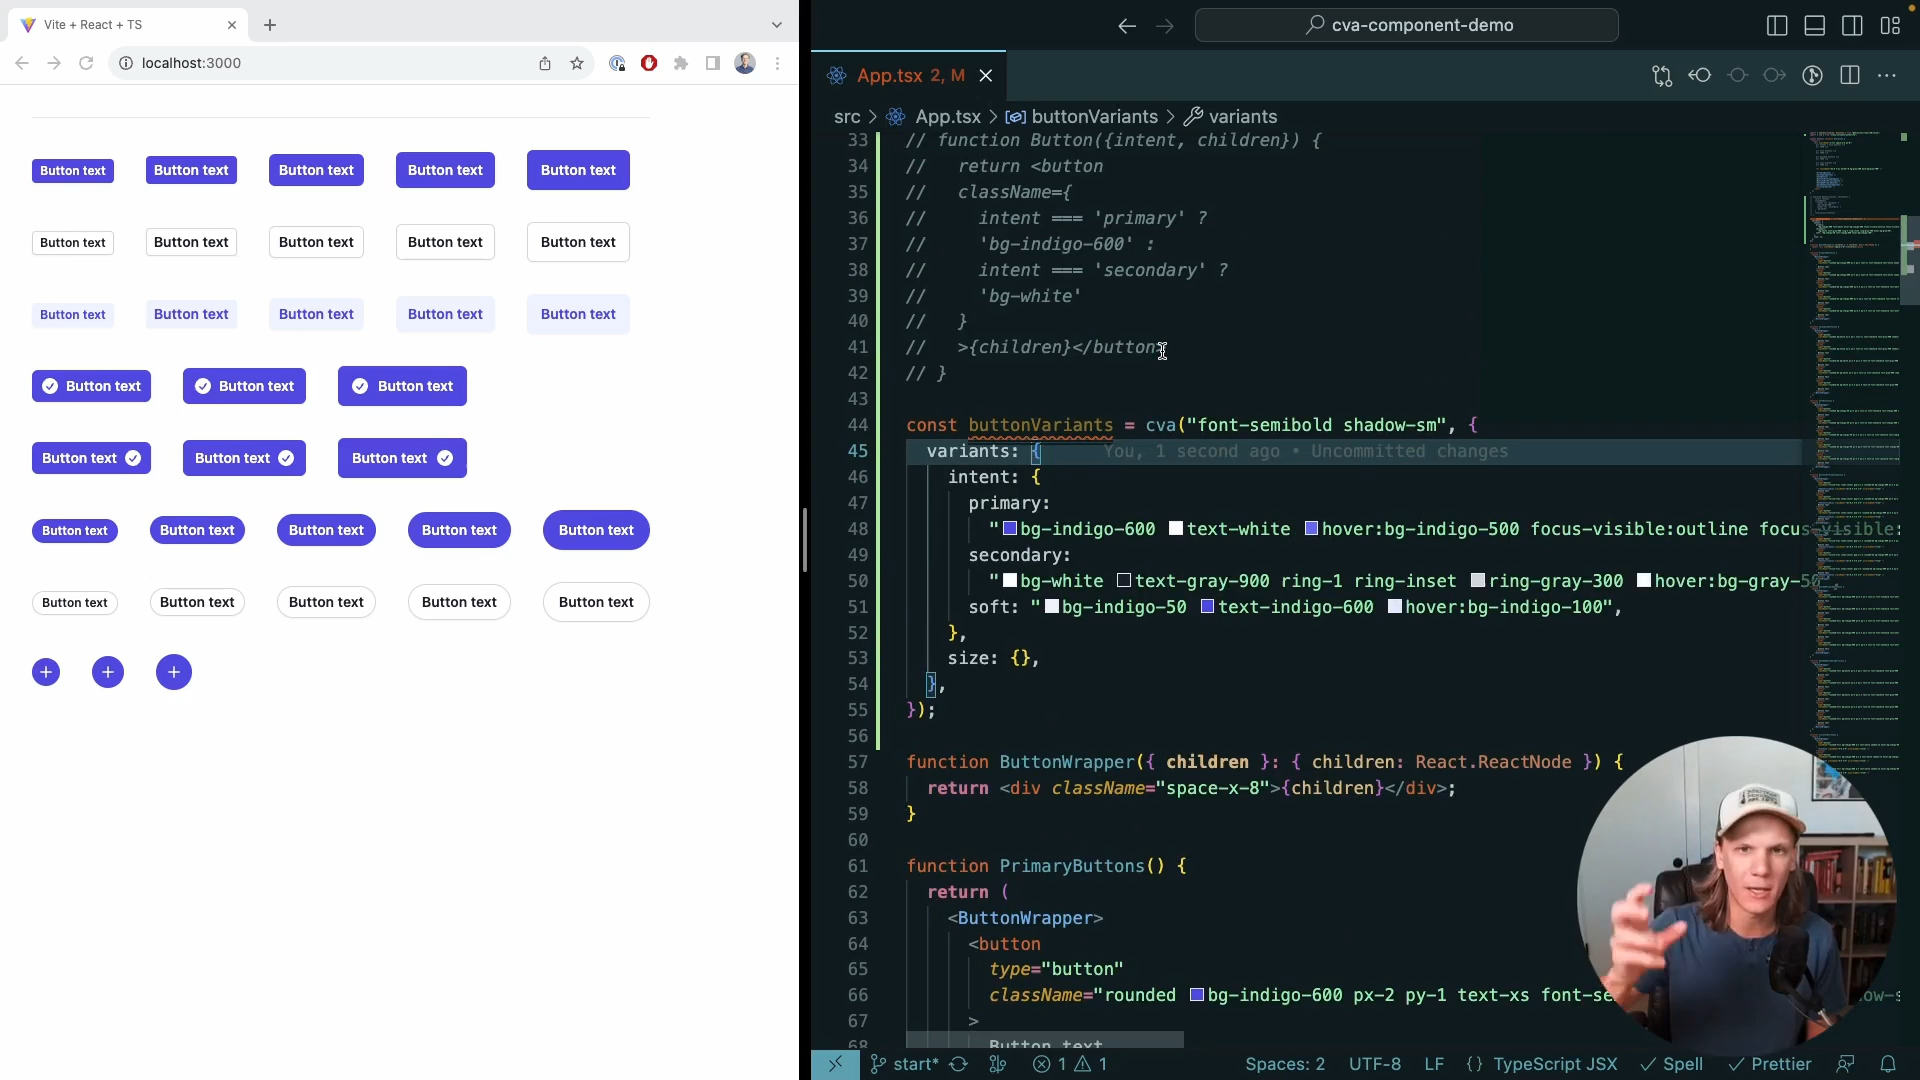 Vite + React + TS
localhost:3000
Button text Button text Button text Button text Button text
Button text Button text Button text Button text Button text
Button text Button text Button text Button text Button text
Button text Button text Button text
Button text Button text Button text
Button text Button text Button text Button text Button text
Button text Button text Button text Button text Button text
cva-component-demo
App.tsx 2, M
src > App.tsx > buttonVariants > variants
33 // function Button({intent, children}) {
34 //   return <button
35 //   className={
36 //     intent === 'primary' ?
37 //     'bg-indigo-600' :
38 //     intent === 'secondary' ?
39 //     'bg-white'
40 //   }
41 //   >{children}</button>
42 // }
43
44 const buttonVariants = cva("font-semibold shadow-sm", {
45   variants: { You, 1 second ago • Uncommitted changes
46     intent: {
47       primary:
48         "bg-indigo-600 text-white hover:bg-indigo-500 focus-visible:outline focus-visible:
49       secondary:
50         "bg-white text-gray-900 ring-1 ring-inset ring-gray-300 hover:bg-gray-50
51       soft: "bg-indigo-50 text-indigo-600 hover:bg-indigo-100",
52     },
53     size: {},
54   },
55 });
56
57 function ButtonWrapper({ children }: { children: React.ReactNode }) {
58   return <div className="space-x-8">{children}</div>;
59 }
60
61 function PrimaryButtons() {
62   return (
63     <ButtonWrapper>
64       <button
65         type="button"
66         className="rounded bg-indigo-600 px-2 py-1 text-xs font-se
67       >
68         Button text
start* 1 1 Spaces: 2 UTF-8 LF {} TypeScript JSX Spell Prettier